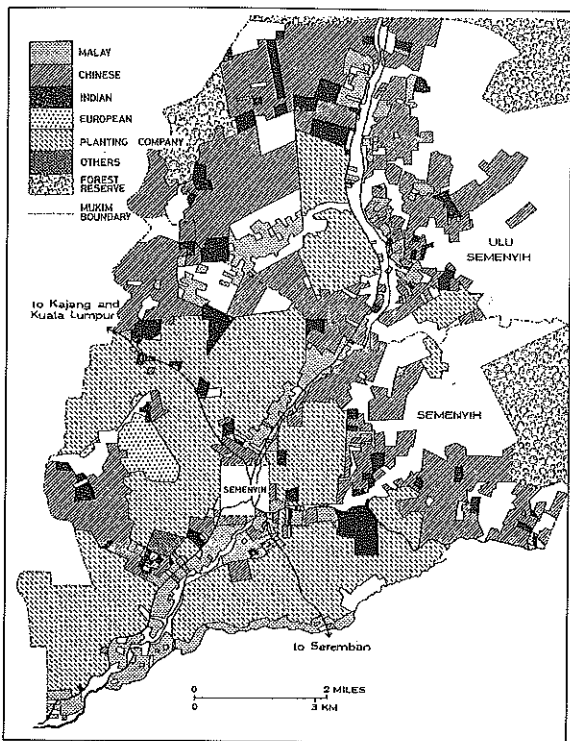 MALAY
CHINESE
INDIAN
EUROPEAN
PLANTING COMPANY
OTHERS
FOREST
RESERVE
MUKIM
BOUNDARY
ULU
SEMENYIH
to Kajang and
Kuala Lumpur
SEMENYIH
SEMENYIH
to Seremban
0 2 MILES
0 3 KM